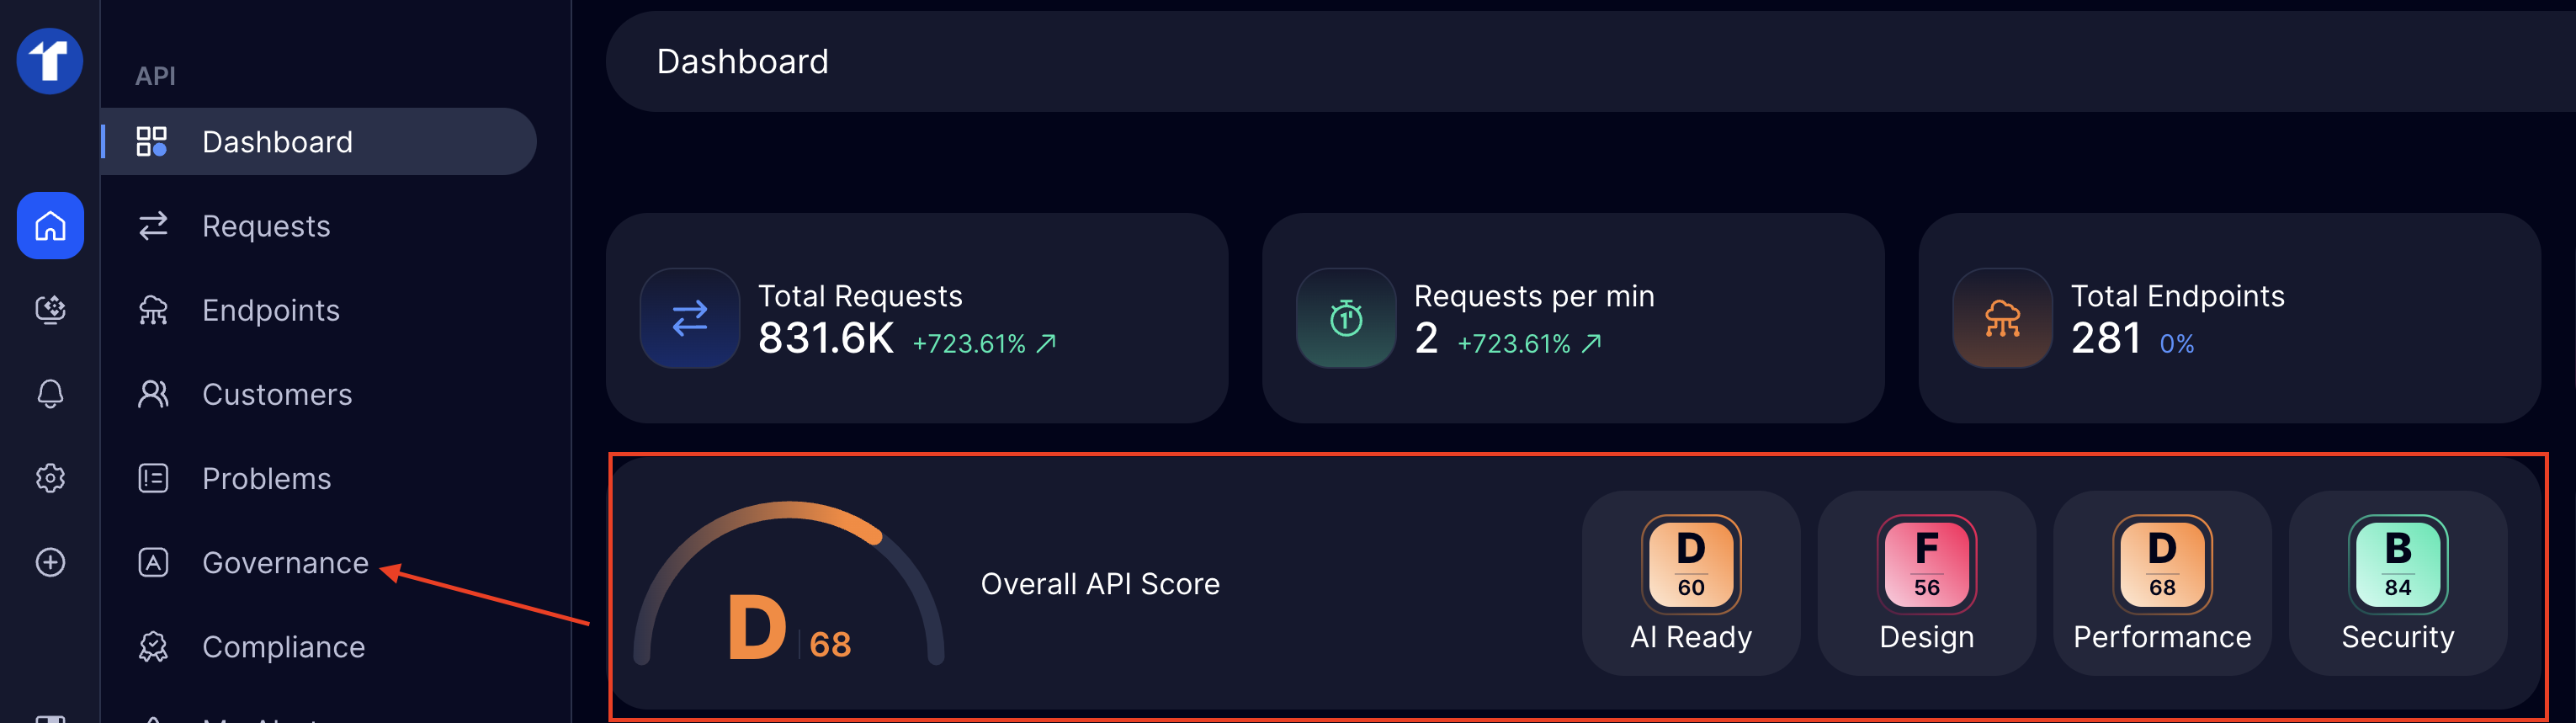 API
Dashboard
Requests
Endpoints
Customers
Problems
Governance
Compliance
Dashboard
Total Requests
831.6K +723.61%
Requests per min
2 +723.61%
Total Endpoints
281 0%
D 68
Overall API Score
D
60
AI Ready
F
56
Design
D
68
Performance
B
84
Security